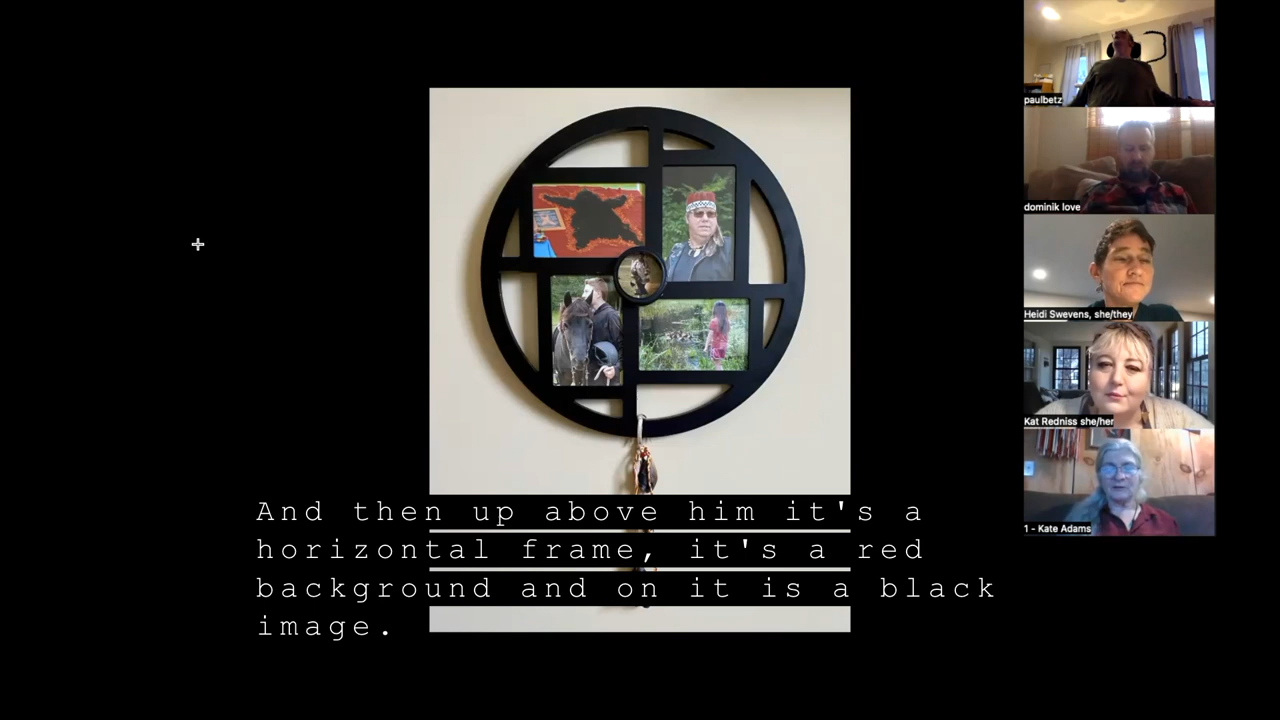 paulbetz
dominik love
Heidi Swevens, she/they
Kat Redniss she/her
1 - Kate Adams
And then up above him it's a
horizontal frame, it's a red
background and on it is a black
image.